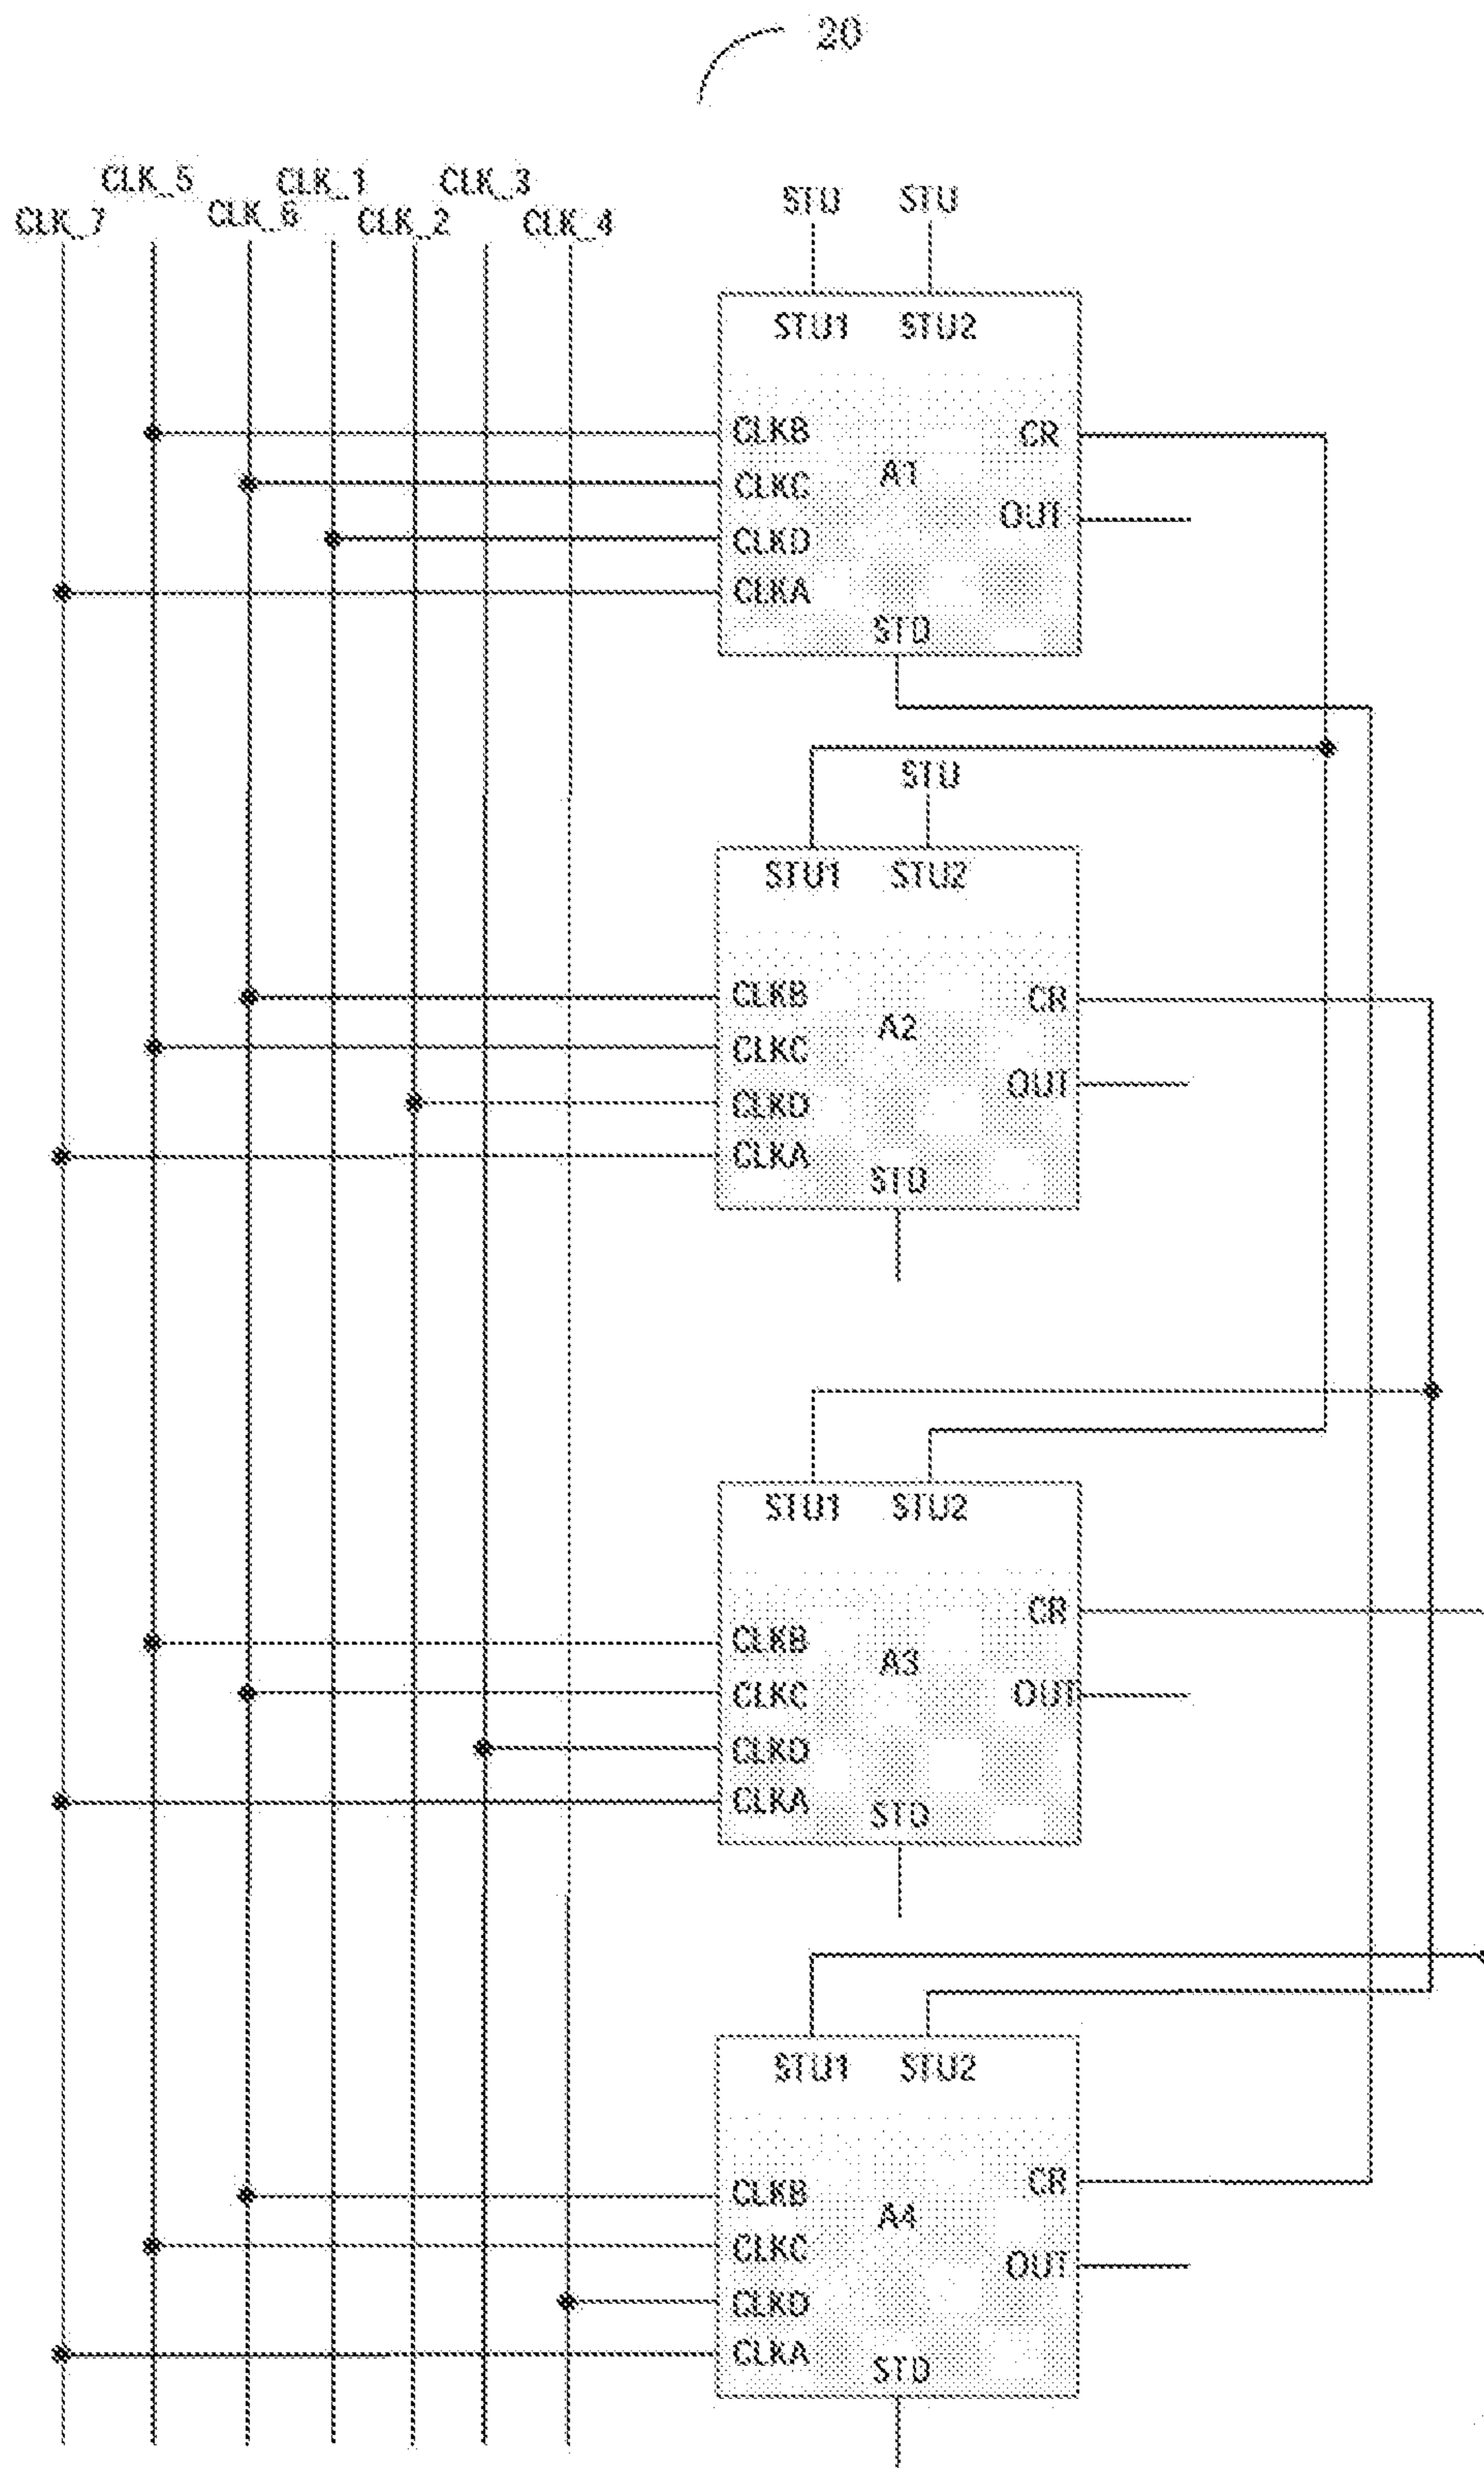 20
CLK_5 CLK_1 CLK_3
CLK_7 CLK_6 CLK_2 CLK_4
STU STU
STU1 STU2
CLKB CR
A1
CLKC
OUT
CLKD
CLKA
STD
STU
STU1 STU2
CLKB CR
A2
CLKC
OUT
CLKD
CLKA
STD
STU1 STU2
CR
CLKB
A3
CLKC OUT
CLKD
CLKA
STD
STU1 STU2
CR
CLKB
A4
CLKC
OUT
CLKD
CLKA
STD